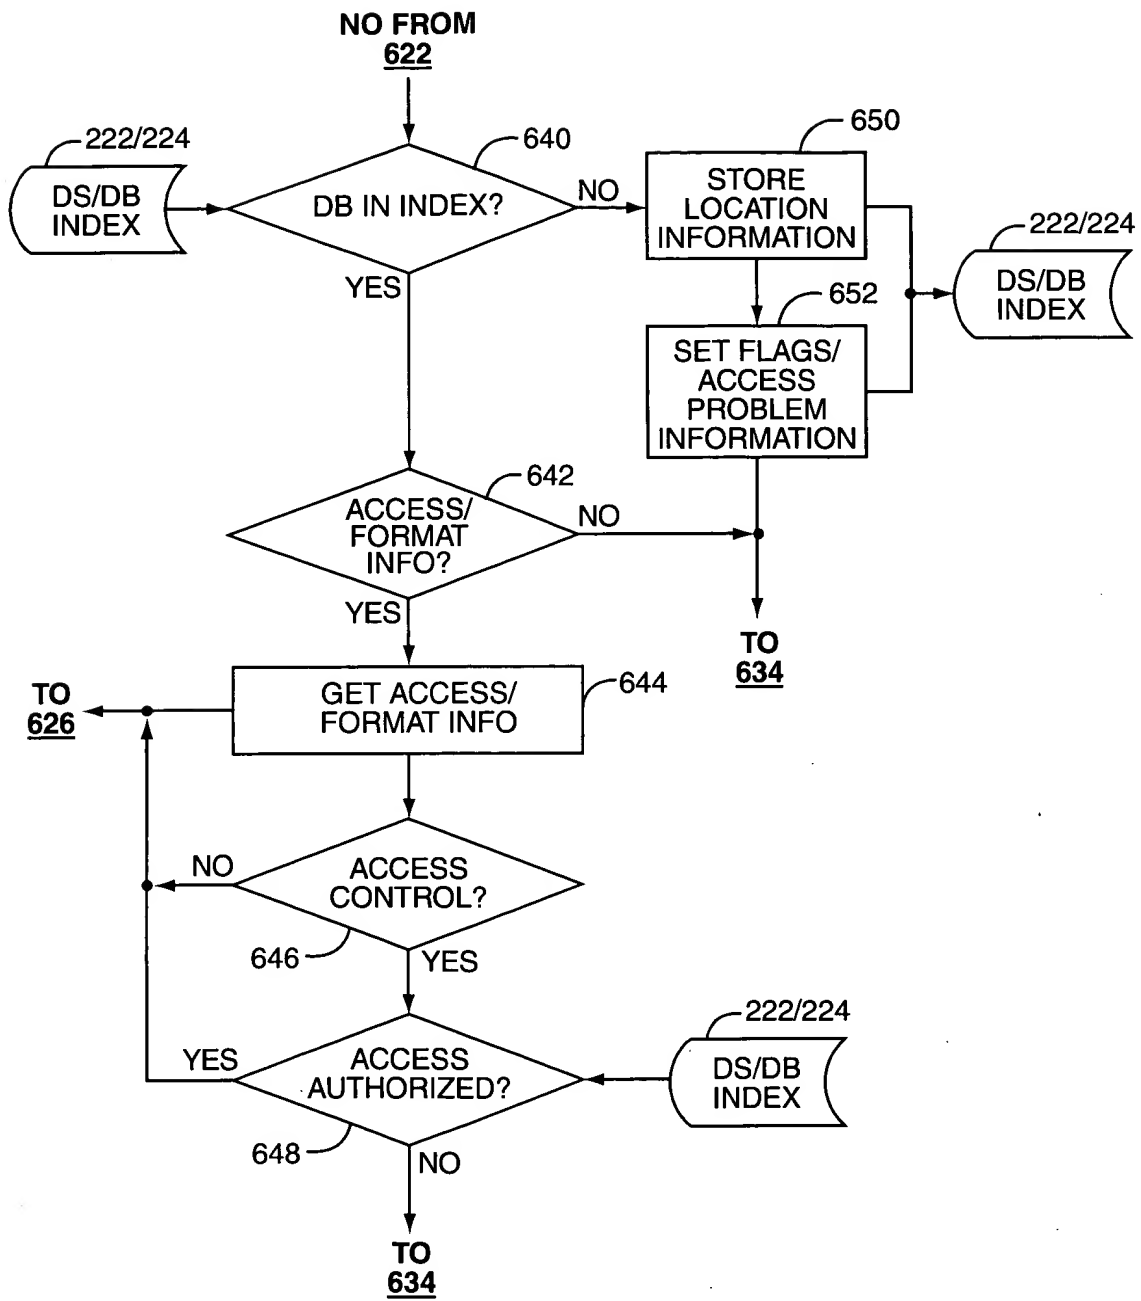 NO FROM
622
222/224
DS/DB
INDEX
640
DB IN INDEX?
NO
YES
650
STORE
LOCATION
INFORMATION
222/224
DS/DB
INDEX
652
SET FLAGS/
ACCESS
PROBLEM
INFORMATION
642
ACCESS/
FORMAT
INFO?
NO
YES
TO
634
644
GET ACCESS/
FORMAT INFO
TO
626
ACCESS
CONTROL?
NO
646
YES
222/224
DS/DB
INDEX
YES
ACCESS
AUTHORIZED?
648
NO
TO
634